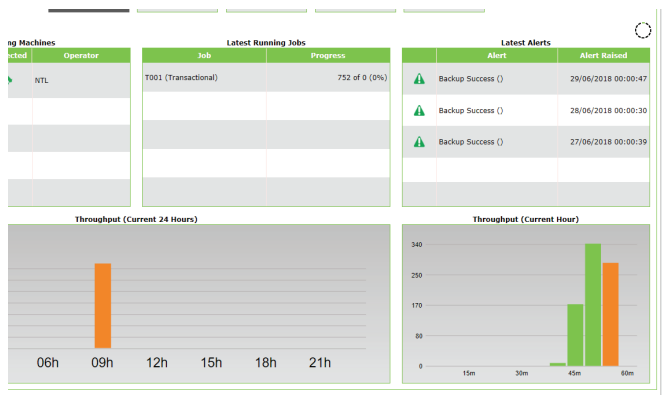 ng Machines
Latest Running Jobs
Latest Alerts
ected Operator
Job Progress
Alert Alert Raised
NTL
T001 (Transactional) 752 of 0 (0%)
Backup Success () 29/06/2018 00:00:47
Backup Success () 28/06/2018 00:00:30
Backup Success () 27/06/2018 00:00:39
Throughput (Current 24 Hours)
06h 09h 12h 15h 18h 21h
Throughput (Current Hour)
340
250
170
80
0
15m 30m 45m 60m